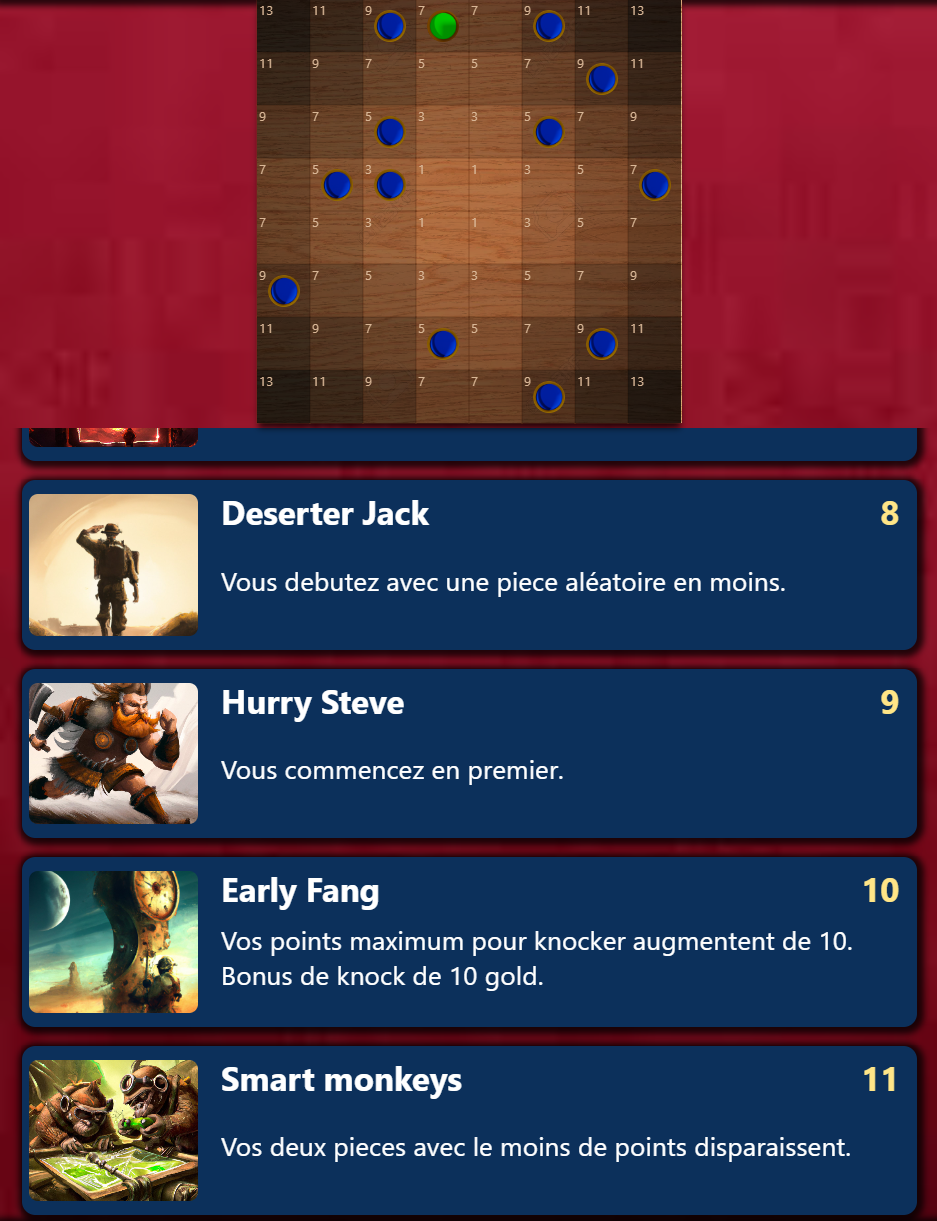 13 11 9 7 7 9 11 13
11 9 7 5 5 7 9 11
9 7 5 3 3 5 7 9
7 5 3 1 1 3 5 7
7 5 3 1 1 3 5 7
9 7 5 3 3 5 7 9
11 9 7 5 5 7 9 11
13 11 9 7 7 9 11 13
Deserter Jack 8
Vous debutez avec une piece aléatoire en moins.
Hurry Steve 9
Vous commencez en premier.
Early Fang 10
Vos points maximum pour knocker augmentent de 10.
Bonus de knock de 10 gold.
Smart monkeys 11
Vos deux pieces avec le moins de points disparaissent.